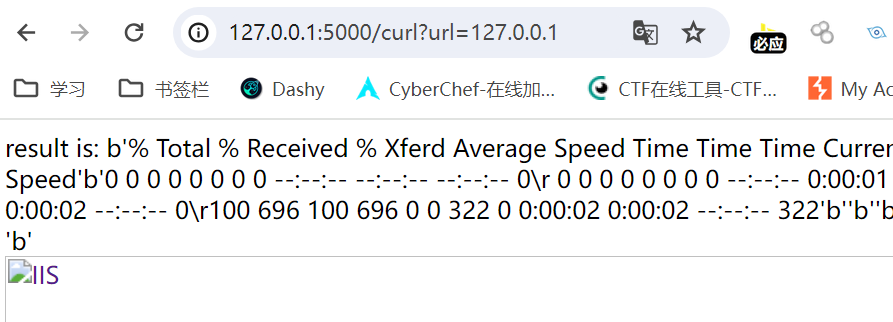 127.0.0.1:5000/curl?url=127.0.0.1
必应
学习 书签栏 Dashy CyberChef-在线加... CTF在线工具-CTF... My Ac
result is: b'% Total % Received % Xferd Average Speed Time Time Time Curren
Speed'b'0 0 0 0 0 0 0 0 --:--:-- --:--:-- --:--:-- 0\r 0 0 0 0 0 0 0 0 --:--:-- 0:00:01
0:00:02 --:--:-- 0\r100 696 100 696 0 0 322 0 0:00:02 0:00:02 --:--:-- 322'b''b''b
'b'
IIS